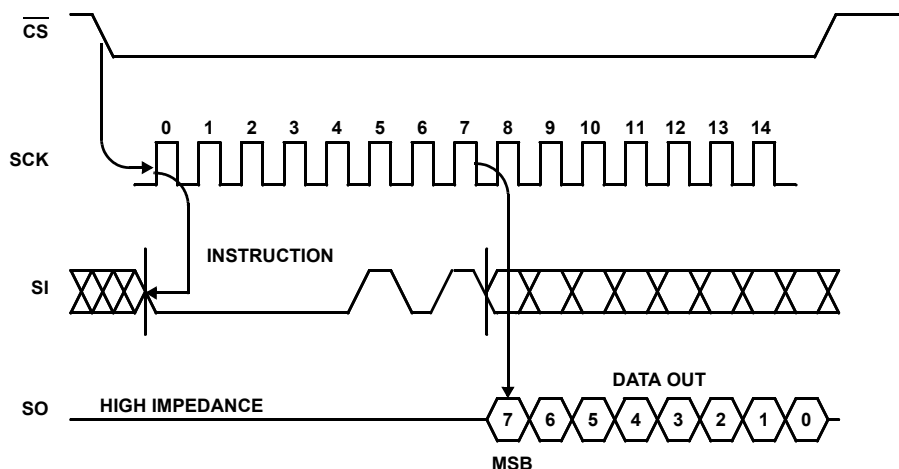 CS
0 1 2 3 4 5 6 7 8 9 10 11 12 13 14
SCK
INSTRUCTION
SI
DATA OUT
SO HIGH IMPEDANCE 7 6 5 4 3 2 1 0
MSB